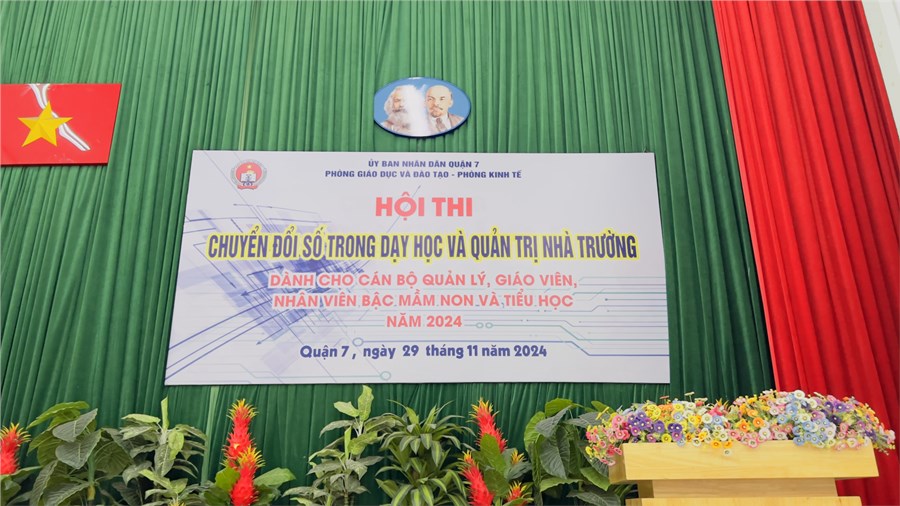 ỦY BAN NHÂN DÂN QUẬN 7
PHÒNG GIÁO DỤC VÀ ĐÀO TẠO - PHÒNG KINH TẾ
HỘI THI
CHUYỂN ĐỔI SỐ TRONG DẠY HỌC VÀ QUẢN TRỊ NHÀ TRƯỜNG
DÀNH CHO CÁN BỘ QUẢN LÝ, GIÁO VIÊN,
NHÂN VIÊN BẬC MẦM NON VÀ TIỂU HỌC
NĂM 2024
Quận 7, ngày 29 tháng 11 năm 2024